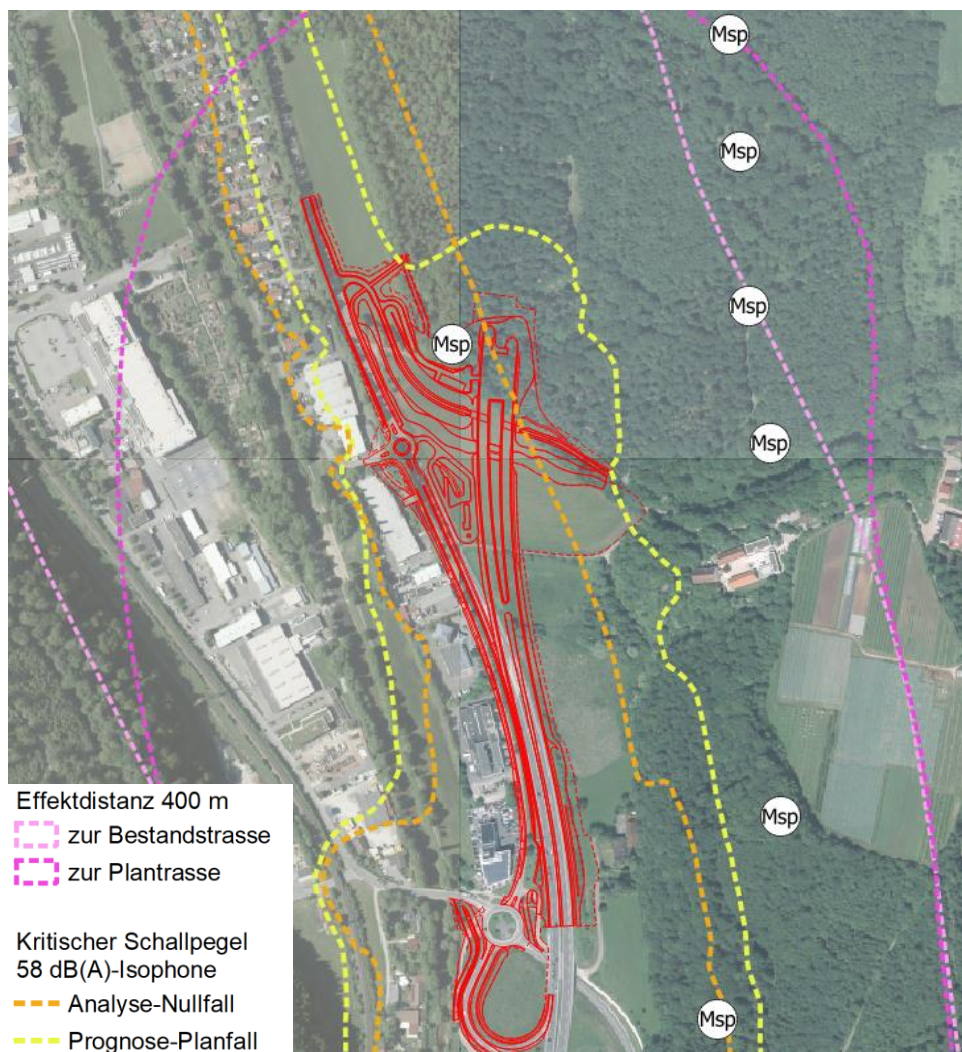 Msp
Msp
Msp
Msp
Msp
Msp
Msp
Effektdistanz 400 m
zur Bestandstrasse
zur Plantrasse
Kritischer Schallpegel
58 dB(A)-Isophone
Analyse-Nullfall
Prognose-Planfall